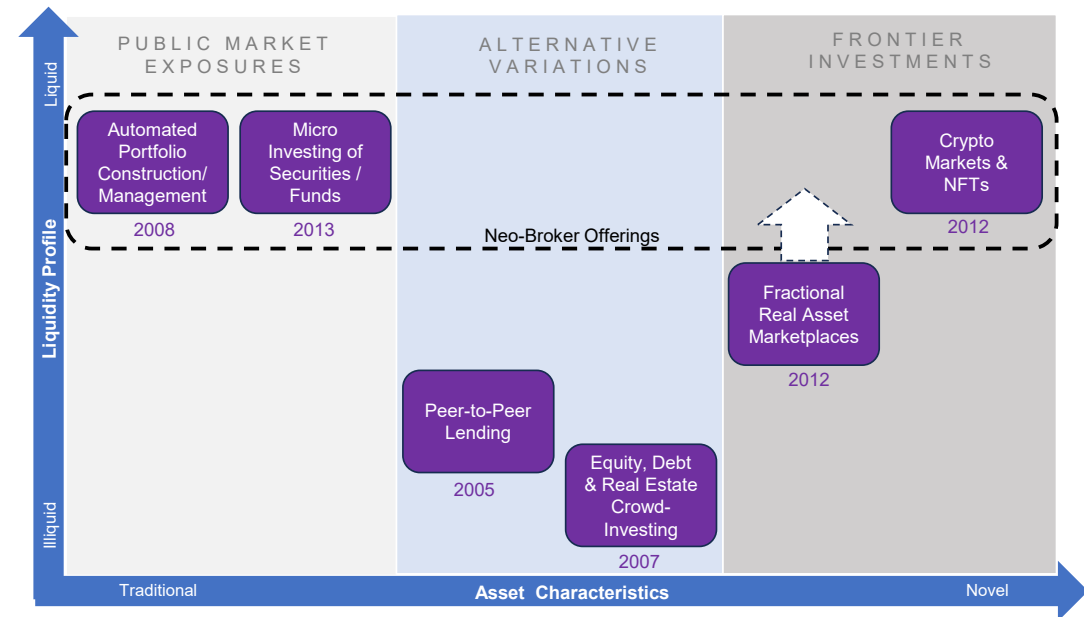 PUBLIC MARKET
EXPOSURES
ALTERNATIVE
VARIATIONS
FRONTIER
INVESTMENTS
Liquid
Liquidity Profile
Illiquid
Automated
Portfolio
Construction/
Management
2008
Micro
Investing of
Securities /
Funds
2013
Crypto
Markets &
NFTs
2012
Neo-Broker Offerings
Fractional
Real Asset
Marketplaces
2012
Peer-to-Peer
Lending
2005
Equity, Debt
& Real Estate
Crowd-
Investing
2007
Traditional
Asset Characteristics
Novel